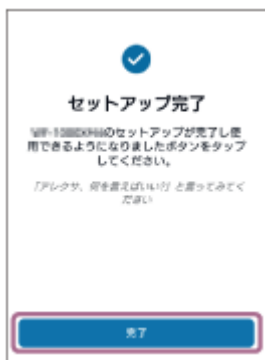 セットアップ完了
のセットアップが完了し使
用できるようになりましたボタンをタップ
してください。
「アレクサ、何を言えばいい?」と言ってみてく
ださい
完了